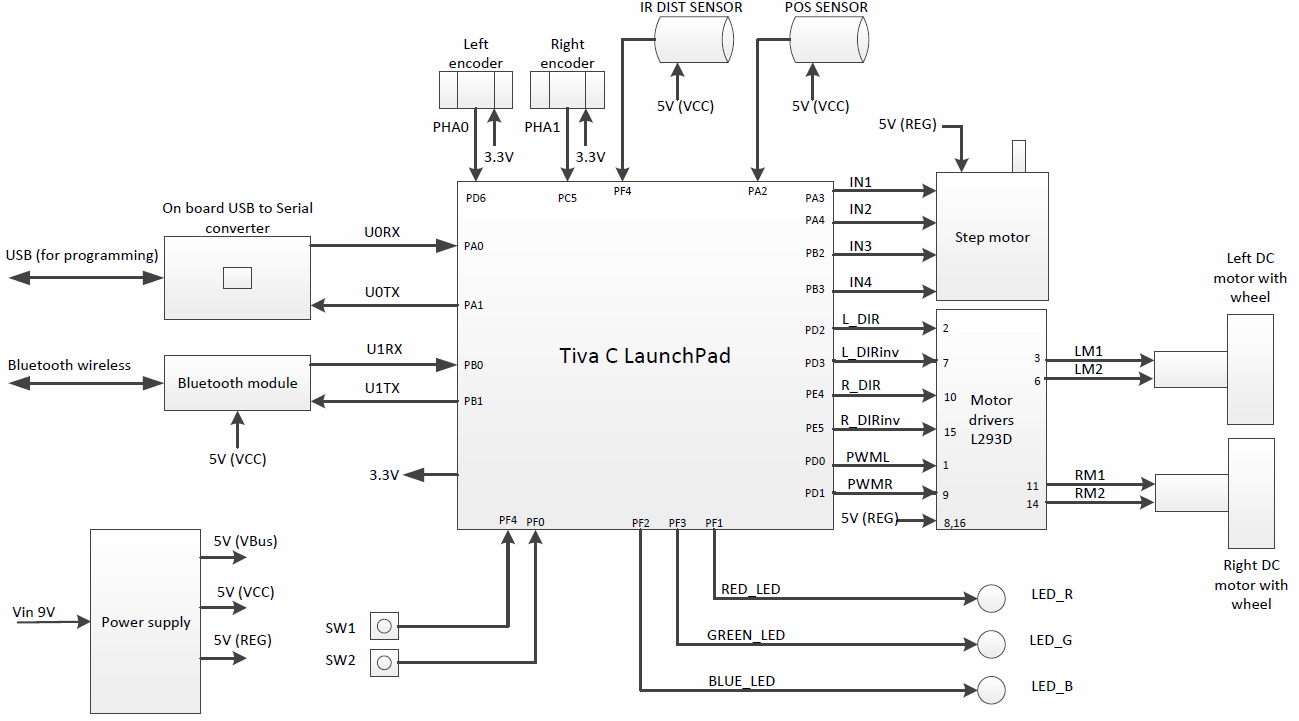 IR DIST SENSOR
POS SENSOR
Left
encoder
Right
encoder
5V (VCC)
5V (VCC)
PHA0
PHA1
3.3V
3.3V
5V (REG)
PD6
PC5
PF4
PA2
PA3
IN1
PA4
IN2
PB2
IN3
PB3
IN4
Step motor
On board USB to Serial
converter
USB (for programming)
U0RX
PA0
U0TX
PA1
Bluetooth wireless
Bluetooth module
U1RX
PB0
U1TX
PB1
5V (VCC)
3.3V
Tiva C LaunchPad
PD2
L_DIR
2
PD3
L_DIRinv
7
PE4
R_DIR
10
PE5
R_DIRinv
15
PD0
PWML
1
PD1
PWMR
9
5V (REG)
8,16
Motor
drivers
L293D
3
LM1
6
LM2
11
RM1
14
RM2
Left DC
motor with
wheel
Right DC
motor with
wheel
PF4
PF0
PF2
PF3
PF1
Vin 9V
Power supply
5V (VBus)
5V (VCC)
5V (REG)
SW1
SW2
RED_LED
LED_R
GREEN_LED
LED_G
BLUE_LED
LED_B